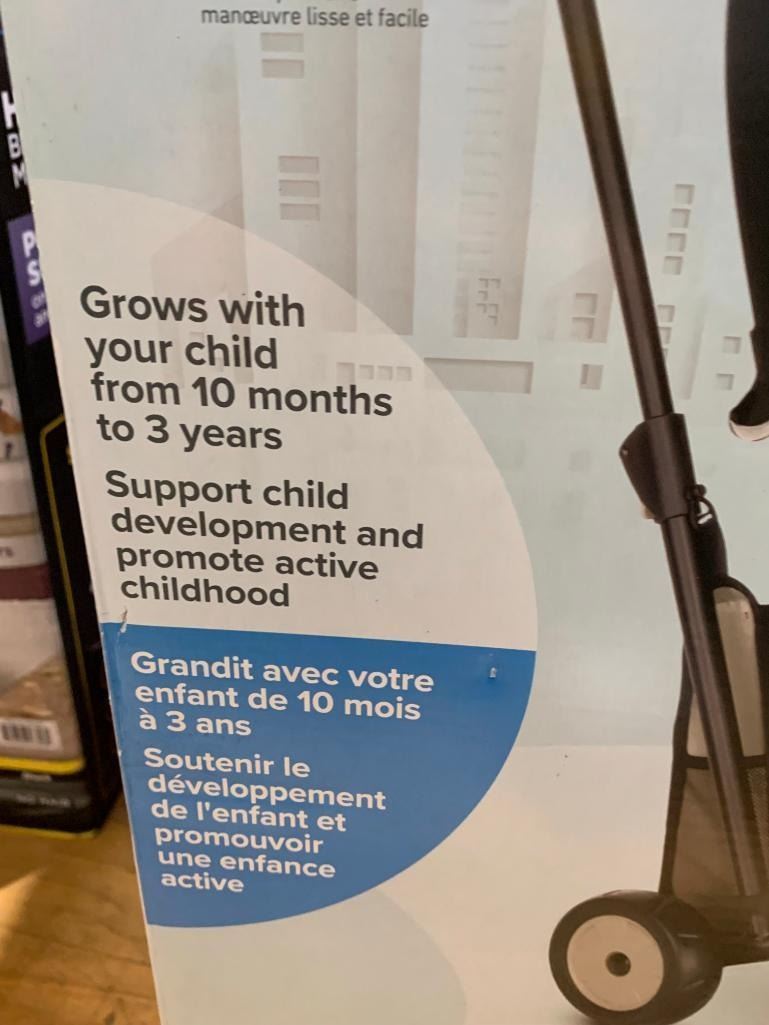 manœuvre lisse et facile
Grows with
your child
from 10 months
to 3 years
Support child
development and
promote active
childhood
Grandit avec votre
enfant de 10 mois
à 3 ans
Soutenir le
développement
de l'enfant et
promouvoir
une enfance
active